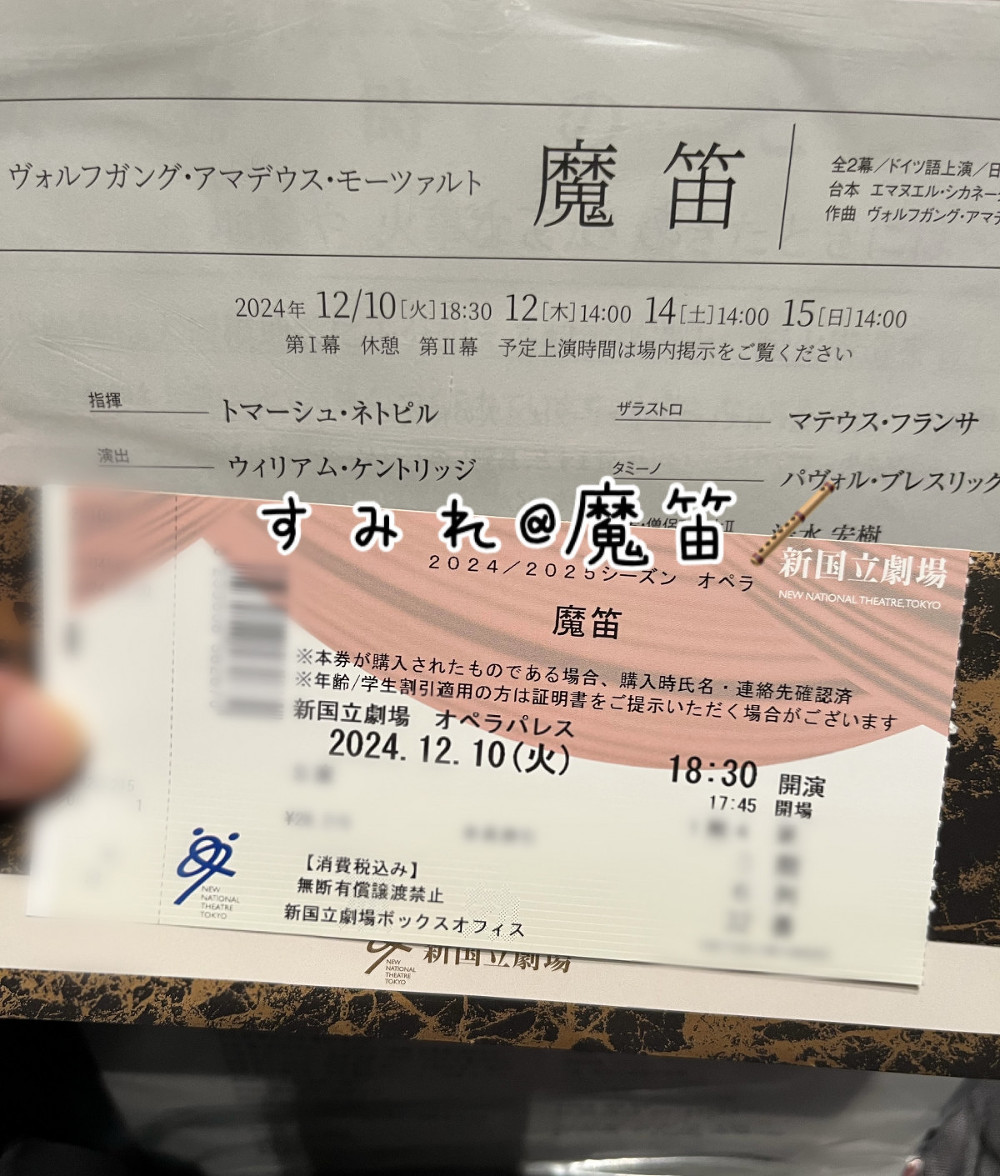 ヴォルフガング・アマデウス・モーツァルト
魔笛
全2幕／ドイツ語上演／日
台本 エマヌエル・シカネー
作曲 ヴォルフガング・アマデ
2024年 12/10[火]18:30 12[木]14:00 14[土]14:00 15[日]14:00
第Ⅰ幕 休憩 第Ⅱ幕 予定上演時間は場内掲示をご覧ください
指揮 トマーシュ・ネトピル
ザラストロ マテウス・フランサ
演出 ウィリアム・ケントリッジ
タミーノ パヴォル・ブレスリック
・僧侶
水 宏樹
すみれ@魔笛
新国立劇場
NEW NATIONAL THEATRE, TOKYO
2024／2025シーズン オペラ
魔笛
※本券が購入されたものである場合、購入時氏名・連絡先確認済
※年齢/学生割引適用の方は証明書をご提示いただく場合がございます
新国立劇場 オペラパレス
2024.12.10(火) 18:30 開演
17:45 開場
【消費税込み】
無断有償譲渡禁止
新国立劇場ボックスオフィス
NEW
NATIONAL
THEATRE
TOKYO
新国立劇場
NEW
NATIONAL
THEATRE
TOKYO